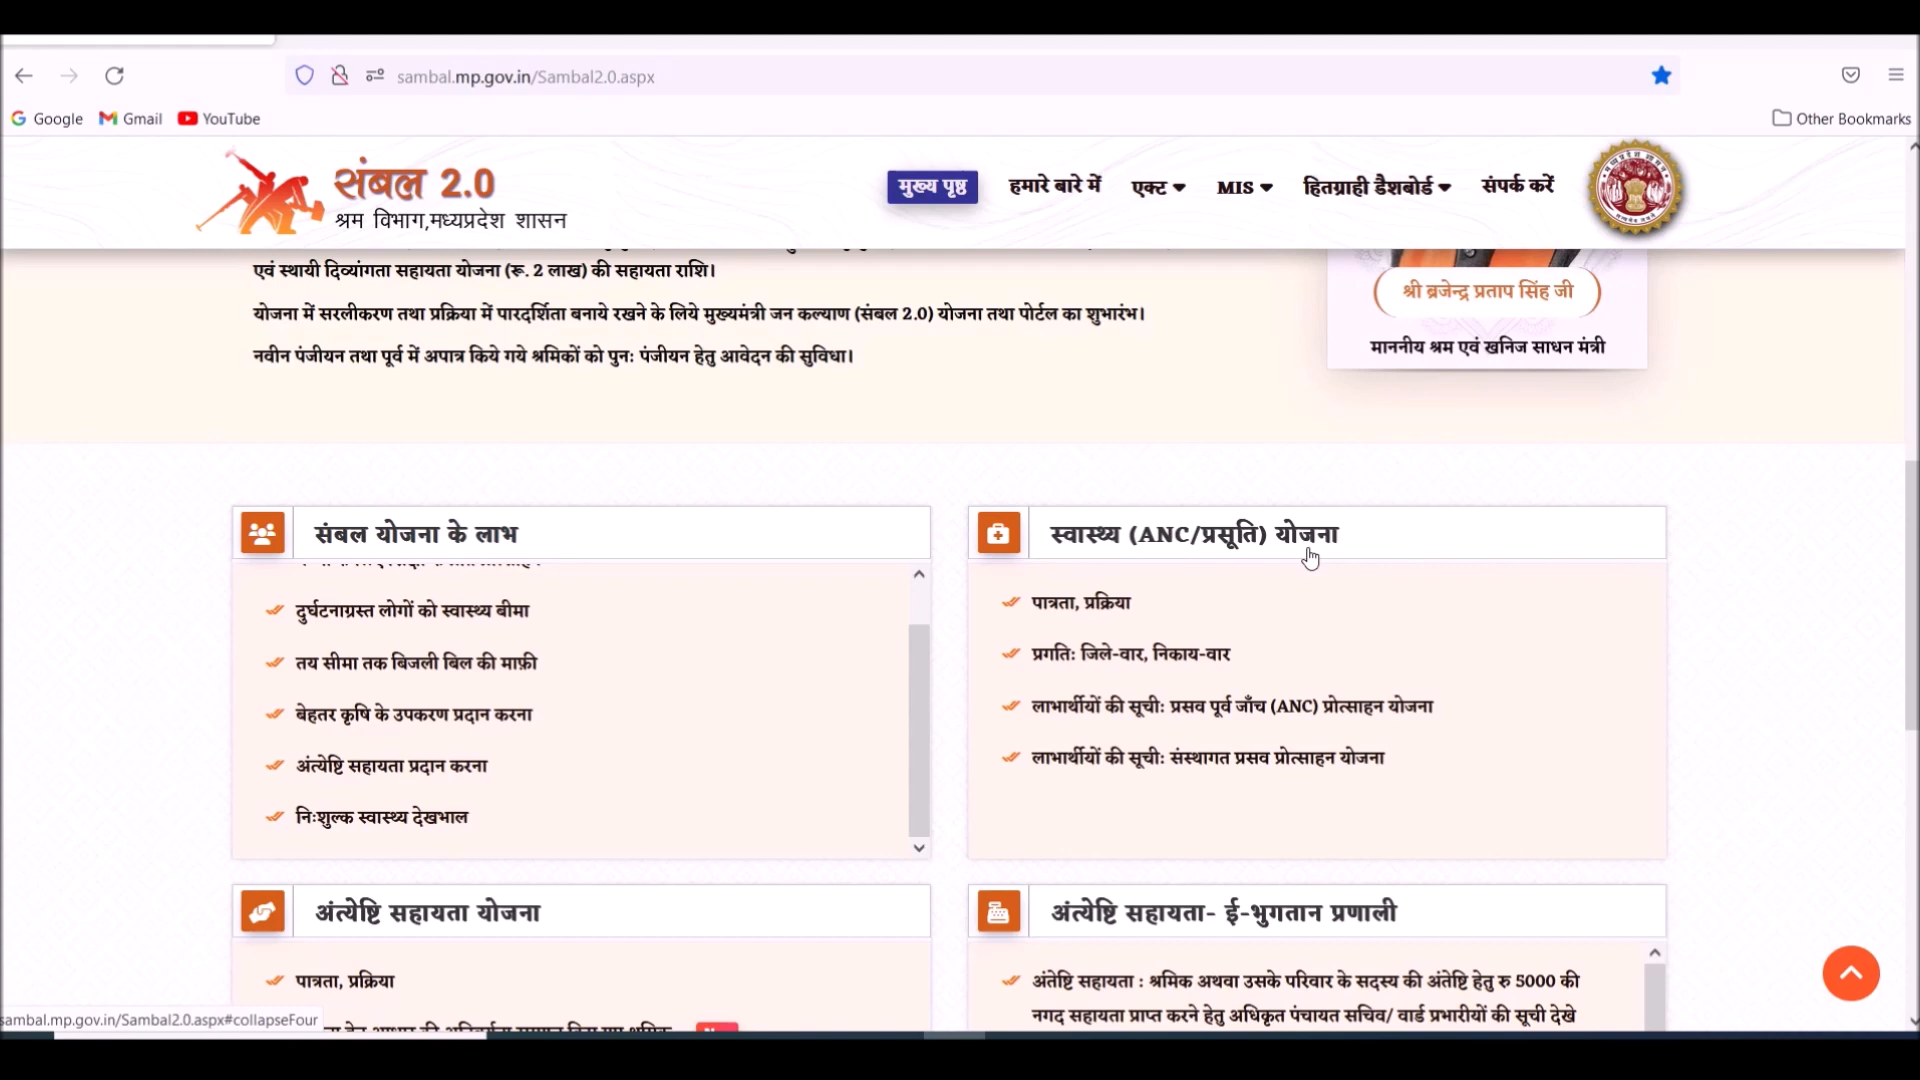 sambal.mp.gov.in/Sambal2.0.aspx
Google Gmail YouTube Other Bookmarks
संबल 2.0
श्रम विभाग,मध्यप्रदेश शासन
मुख्य पृष्ठ हमारे बारे में एक्ट MIS हितग्राही डैशबोर्ड संपर्क करें
एवं स्थायी दिव्यांगता सहायता योजना (रू. 2 लाख) की सहायता राशि।
योजना में सरलीकरण तथा प्रक्रिया में पारदर्शिता बनाये रखने के लिये मुख्यमंत्री जन कल्याण (संबल 2.0) योजना तथा पोर्टल का शुभारंभ।
नवीन पंजीयन तथा पूर्व में अपात्र किये गये श्रमिकों को पुनः पंजीयन हेतु आवेदन की सुविधा।
श्री ब्रजेन्द्र प्रताप सिंह जी
माननीय श्रम एवं खनिज साधन मंत्री
संबल योजना के लाभ
दुर्घटनाग्रस्त लोगों को स्वास्थ्य बीमा
तय सीमा तक बिजली बिल की माफ़ी
बेहतर कृषि के उपकरण प्रदान करना
अंत्येष्टि सहायता प्रदान करना
निःशुल्क स्वास्थ्य देखभाल
स्वास्थ्य (ANC/प्रसूति) योजना
पात्रता, प्रक्रिया
प्रगतिः जिले-वार, निकाय-वार
लाभार्थीयों की सूचीः प्रसव पूर्व जाँच (ANC) प्रोत्साहन योजना
लाभार्थीयों की सूचीः संस्थागत प्रसव प्रोत्साहन योजना
अंत्येष्टि सहायता योजना
पात्रता, प्रक्रिया
अंत्येष्टि सहायता- ई-भुगतान प्रणाली
अंतेष्टि सहायता : श्रमिक अथवा उसके परिवार के सदस्य की अंतेष्टि हेतु रु 5000 की
नगद सहायता प्राप्त करने हेतु अधिकृत पंचायत सचिव/ वार्ड प्रभारीयों की सूची देखे
sambal.mp.gov.in/Sambal2.0.aspx#collapseFour